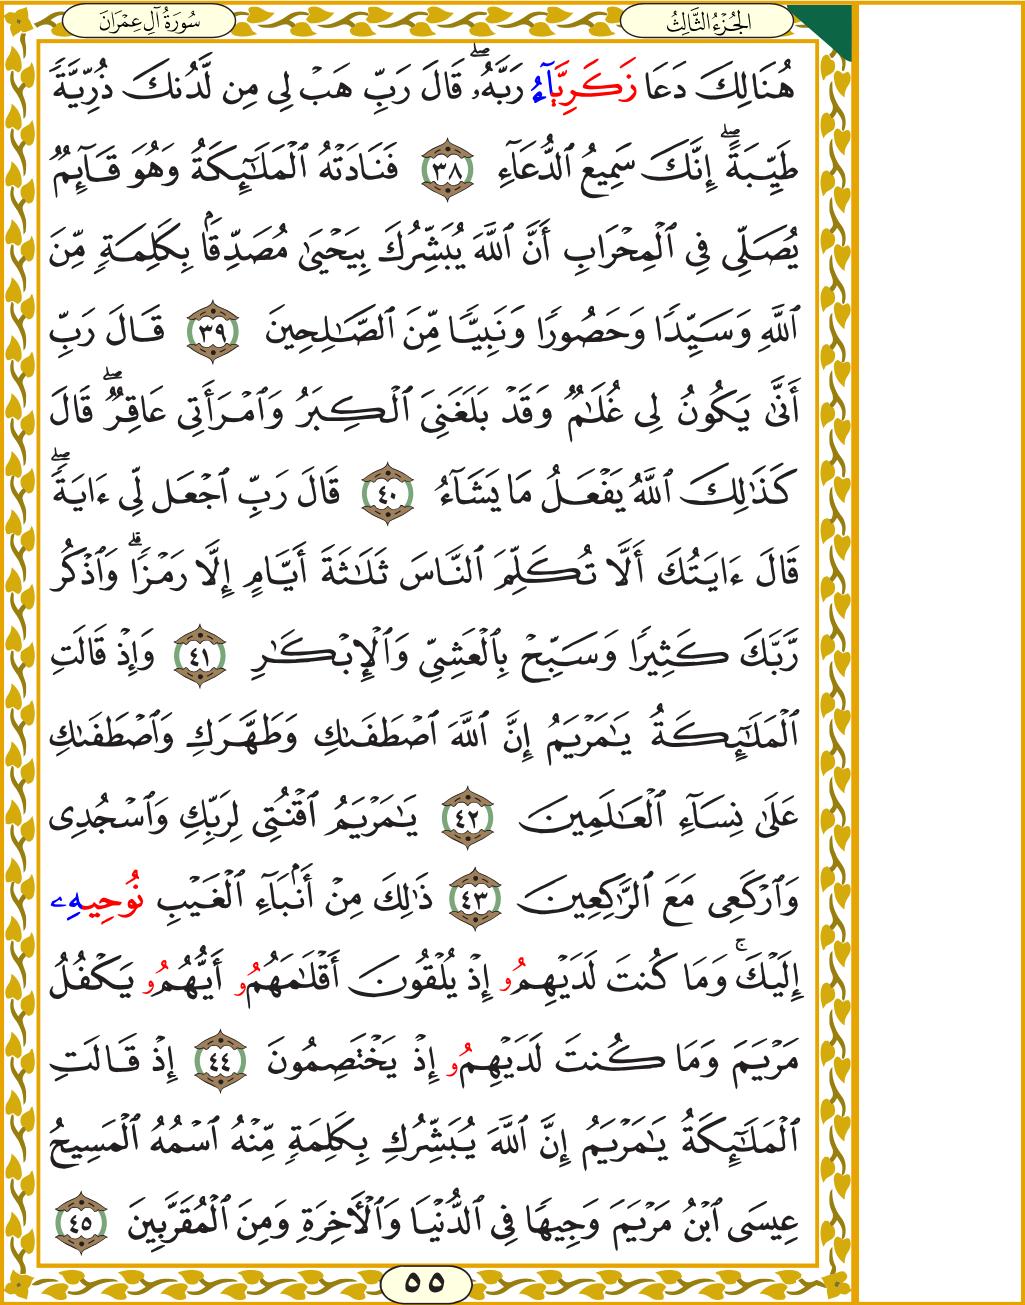 الجُزْءُ الثَّالِثُ
سُورَةُ آلِ عِمْرَانَ
هُنَالِكَ دَعَا زَكَرِيَّآءُ رَبَّهُۥۖ قَالَ رَبِّ هَبْ لِى مِن لَّدُنكَ ذُرِّيَّةً
طَيِّبَةًۖ إِنَّكَ سَمِيعُ ٱلدُّعَآءِ ٣٨ فَنَادَتْهُ ٱلْمَلَـٰٓئِكَةُ وَهُوَ قَآئِمٌ
يُصَلِّى فِى ٱلْمِحْرَابِ أَنَّ ٱللَّهَ يُبَشِّرُكَ بِيَحْيَىٰ مُصَدِّقًۢا بِكَلِمَةٍ مِّنَ
ٱللَّهِ وَسَيِّدًا وَحَصُورًا وَنَبِيًّا مِّنَ ٱلصَّـٰلِحِينَ ٣٩ قَالَ رَبِّ
أَنَّىٰ يَكُونُ لِى غُلَـٰمٌ وَقَدْ بَلَغَنِىَ ٱلْكِبَرُ وَٱمْرَأَتِى عَاقِرٌۖ قَالَ
كَذَٰلِكَ ٱللَّهُ يَفْعَلُ مَا يَشَآءُ ٤٠ قَالَ رَبِّ ٱجْعَل لِّى ءَايَةًۖ
قَالَ ءَايَتُكَ أَلَّا تُكَلِّمَ ٱلنَّاسَ ثَلَـٰثَةَ أَيَّامٍ إِلَّا رَمْزًاۗ وَٱذْكُر
رَّبَّكَ كَثِيرًا وَسَبِّحْ بِٱلْعَشِىِّ وَٱلْإِبْكَـٰرِ ٤١ وَإِذْ قَالَتِ
ٱلْمَلَـٰٓئِكَةُ يَـٰمَرْيَمُ إِنَّ ٱللَّهَ ٱصْطَفَىٰكِ وَطَهَّرَكِ وَٱصْطَفَىٰكِ
عَلَىٰ نِسَآءِ ٱلْعَـٰلَمِينَ ٤٢ يَـٰمَرْيَمُ ٱقْنُتِى لِرَبِّكِ وَٱسْجُدِى
وَٱرْكَعِى مَعَ ٱلرَّٰكِعِينَ ٤٣ ذَٰلِكَ مِنْ أَنۢبَآءِ ٱلْغَيْبِ نُوحِيهِۦ
إِلَيْكَۚ وَمَا كُنتَ لَدَيْهِمُۥ إِذْ يُلْقُونَ أَقْلَـٰمَهُمُۥ أَيُّهُمُۥ يَكْفُلُ
مَرْيَمَ وَمَا كُنتَ لَدَيْهِمُۥ إِذْ يَخْتَصِمُونَ ٤٤ إِذْ قَالَتِ
ٱلْمَلَـٰٓئِكَةُ يَـٰمَرْيَمُ إِنَّ ٱللَّهَ يُبَشِّرُكِ بِكَلِمَةٍ مِّنْهُ ٱسْمُهُ ٱلْمَسِيحُ
عِيسَى ٱبْنُ مَرْيَمَ وَجِيهًا فِى ٱلدُّنْيَا وَٱلْـَٔاخِرَةِ وَمِنَ ٱلْمُقَرَّبِينَ ٤٥
٥٥